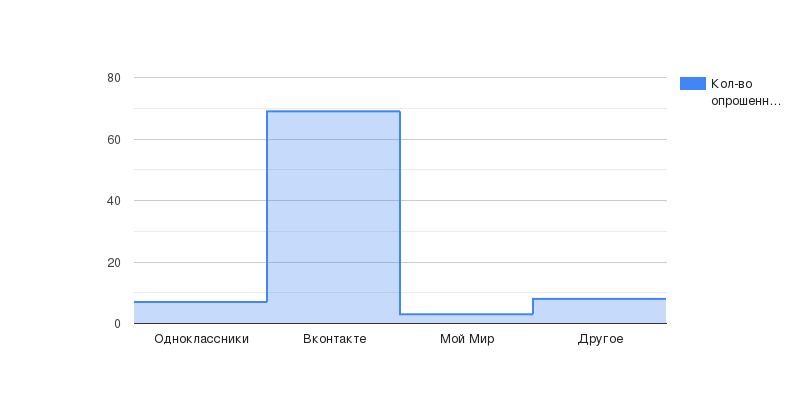 80
60
40
20
0
Одноклассники
Вконтакте
Мой Мир
Другое
Кол-во
опрошенн…